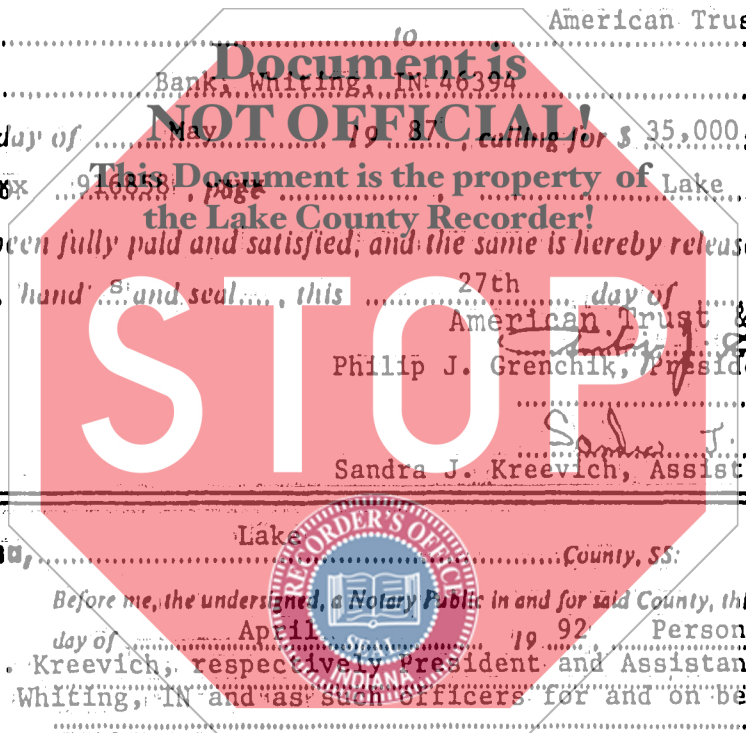 American Trus
to
Document is
Bank, Whiting, IN 46394
NOT OFFICIAL!
day of May 19 87, calling for $ 35,000
This Document is the property of
916858, page Lake
the Lake County Recorder!
been fully paid and satisfied, and the same is hereby release
hand s and seal, this 27th day of
American Trust &
Philip J. Grenchik, Preside
STOP
Sandra J.
Sandra J. Kreevich, Assist
Lake
County, SS:
RECORDER'S OFFICE
Before me, the undersigned, a Notary Public in and for said County, thi
day of April 19 92 Person
SEAL
. Kreevich, respectively President and Assistan
INDIANA
Whiting, IN and as such officers for and on be